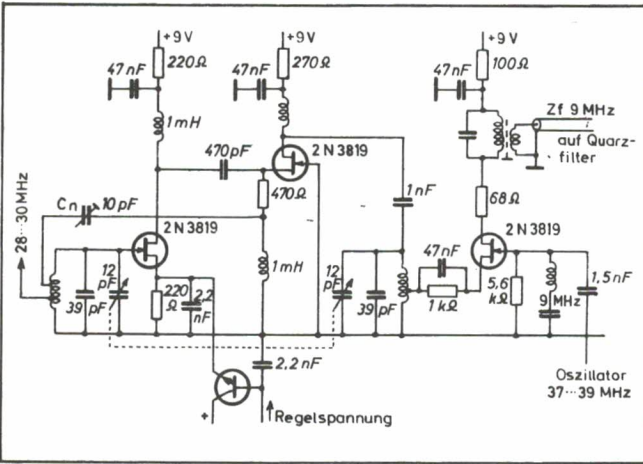 +9V
220Ω
47nF
1mH
+9V
270Ω
47nF
+9V
100Ω
47nF
Zf 9 MHz
auf Quarz-
filter
470pF
2N3819
470Ω
1nF
68Ω
2N3819
28...30MHz
Cn
10pF
2N3819
1mH
12
pF
39
pF
220
Ω
2,2
nF
12
pF
39
pF
47nF
1kΩ
5,6
kΩ
9 MHz
1,5nF
2,2nF
+
Regelspannung
Oszillator
37...39 MHz